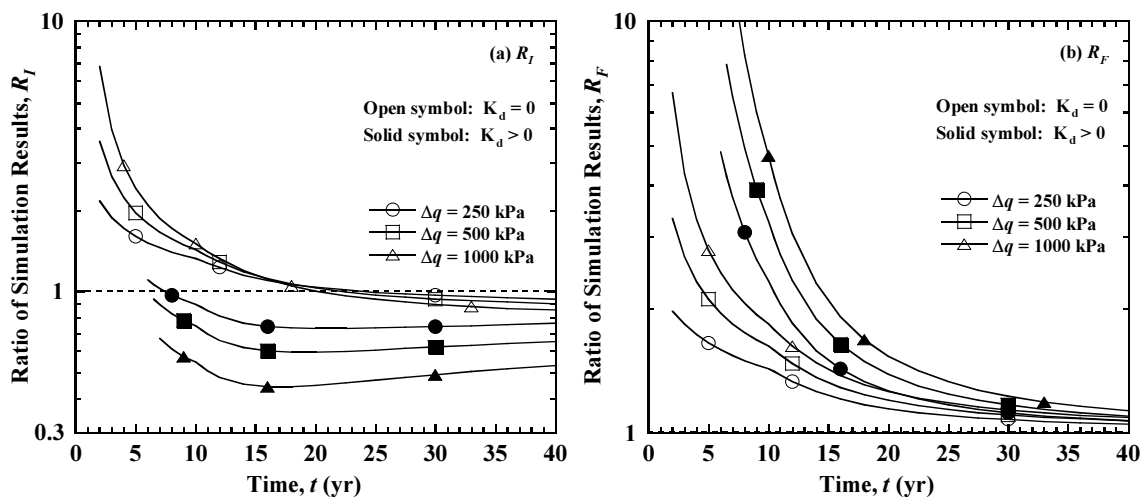 10
(a) R_I
Open symbol: K_d = 0
Solid symbol: K_d > 0
Δq = 250 kPa
Δq = 500 kPa
Δq = 1000 kPa
1
0.3
Ratio of Simulation Results, R_I
0 5 10 15 20 25 30 35 40
Time, t (yr)
10
(b) R_F
Open symbol: K_d = 0
Solid symbol: K_d > 0
Δq = 250 kPa
Δq = 500 kPa
Δq = 1000 kPa
1
Ratio of Simulation Results, R_F
0 5 10 15 20 25 30 35 40
Time, t (yr)